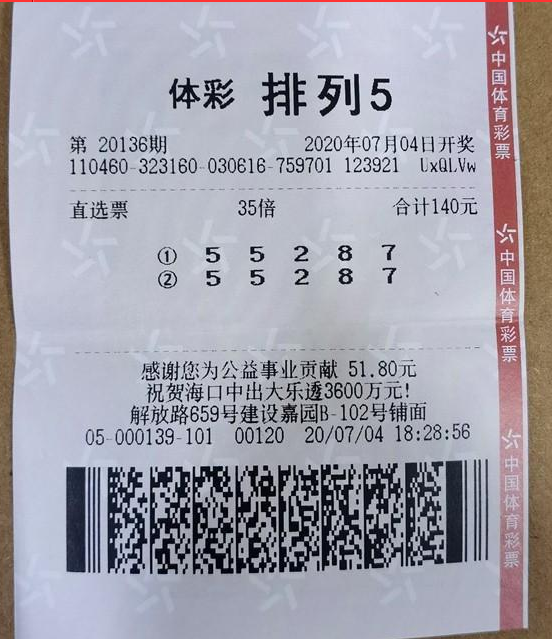 体彩 排列5
第 20136期 2020年07月04日开奖
110460-323160-030616-759701 123921 UxQLVw
直选票 35倍 合计140元
① 5 5 2 8 7
② 5 5 2 8 7
感谢您为公益事业贡献 51.80元
祝贺海口中出大乐透3600万元!
解放路659号建设嘉园B-102号铺面
05-000139-101 00120 20/07/04 18:28:56
中国体育彩票
中国体育彩票
中国体育彩票